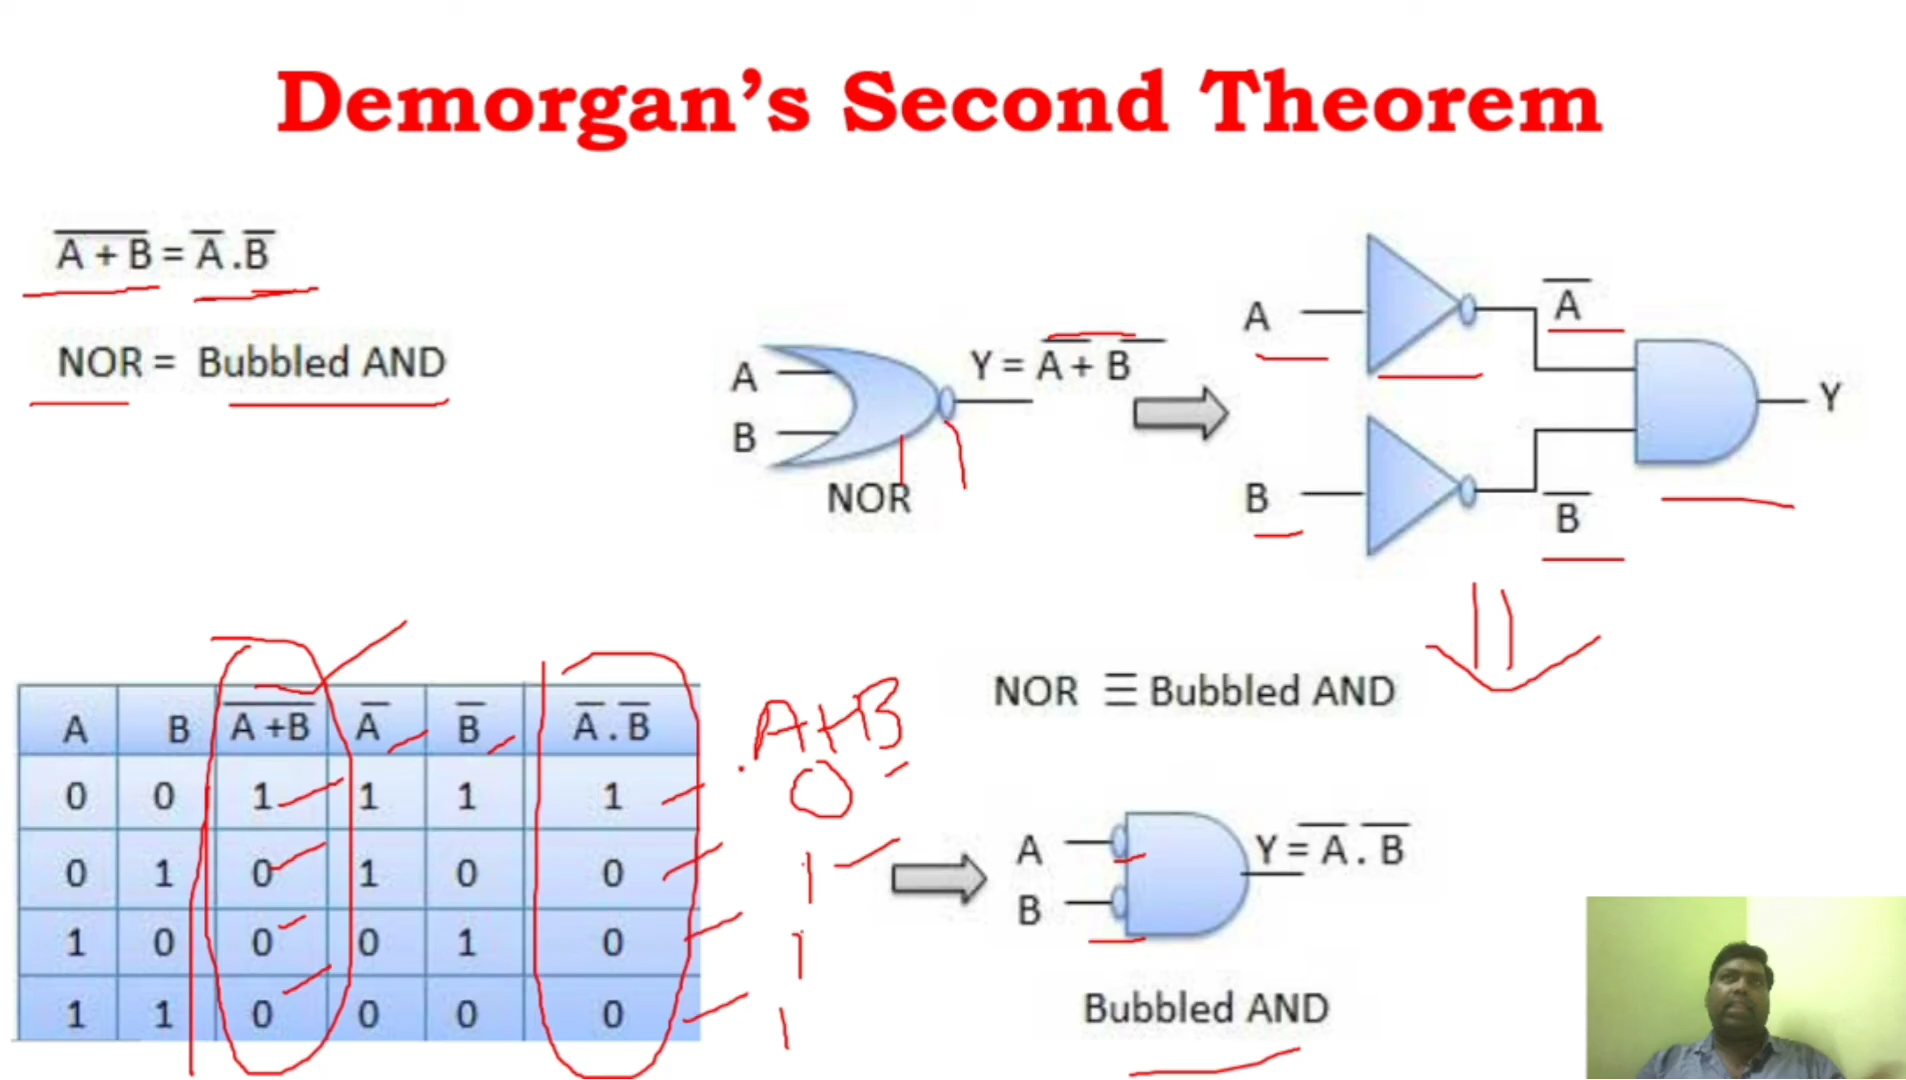 Demorgan’s Second Theorem
A̅ ̅+̅ ̅B̅ = A̅ . B̅
NOR = Bubbled AND
A
B
NOR
Y = A̅ ̅+̅ ̅B̅
A
B
A̅
B̅
Y
NOR ≡ Bubbled AND
A B A̅ ̅+̅B̅ A̅ B̅ A̅ . B̅
0 0 1 1 1 1
0 1 0 1 0 0
1 0 0 0 1 0
1 1 0 0 0 0
A+B
0
1
1
1
A
B
Y = A̅ . B̅
Bubbled AND